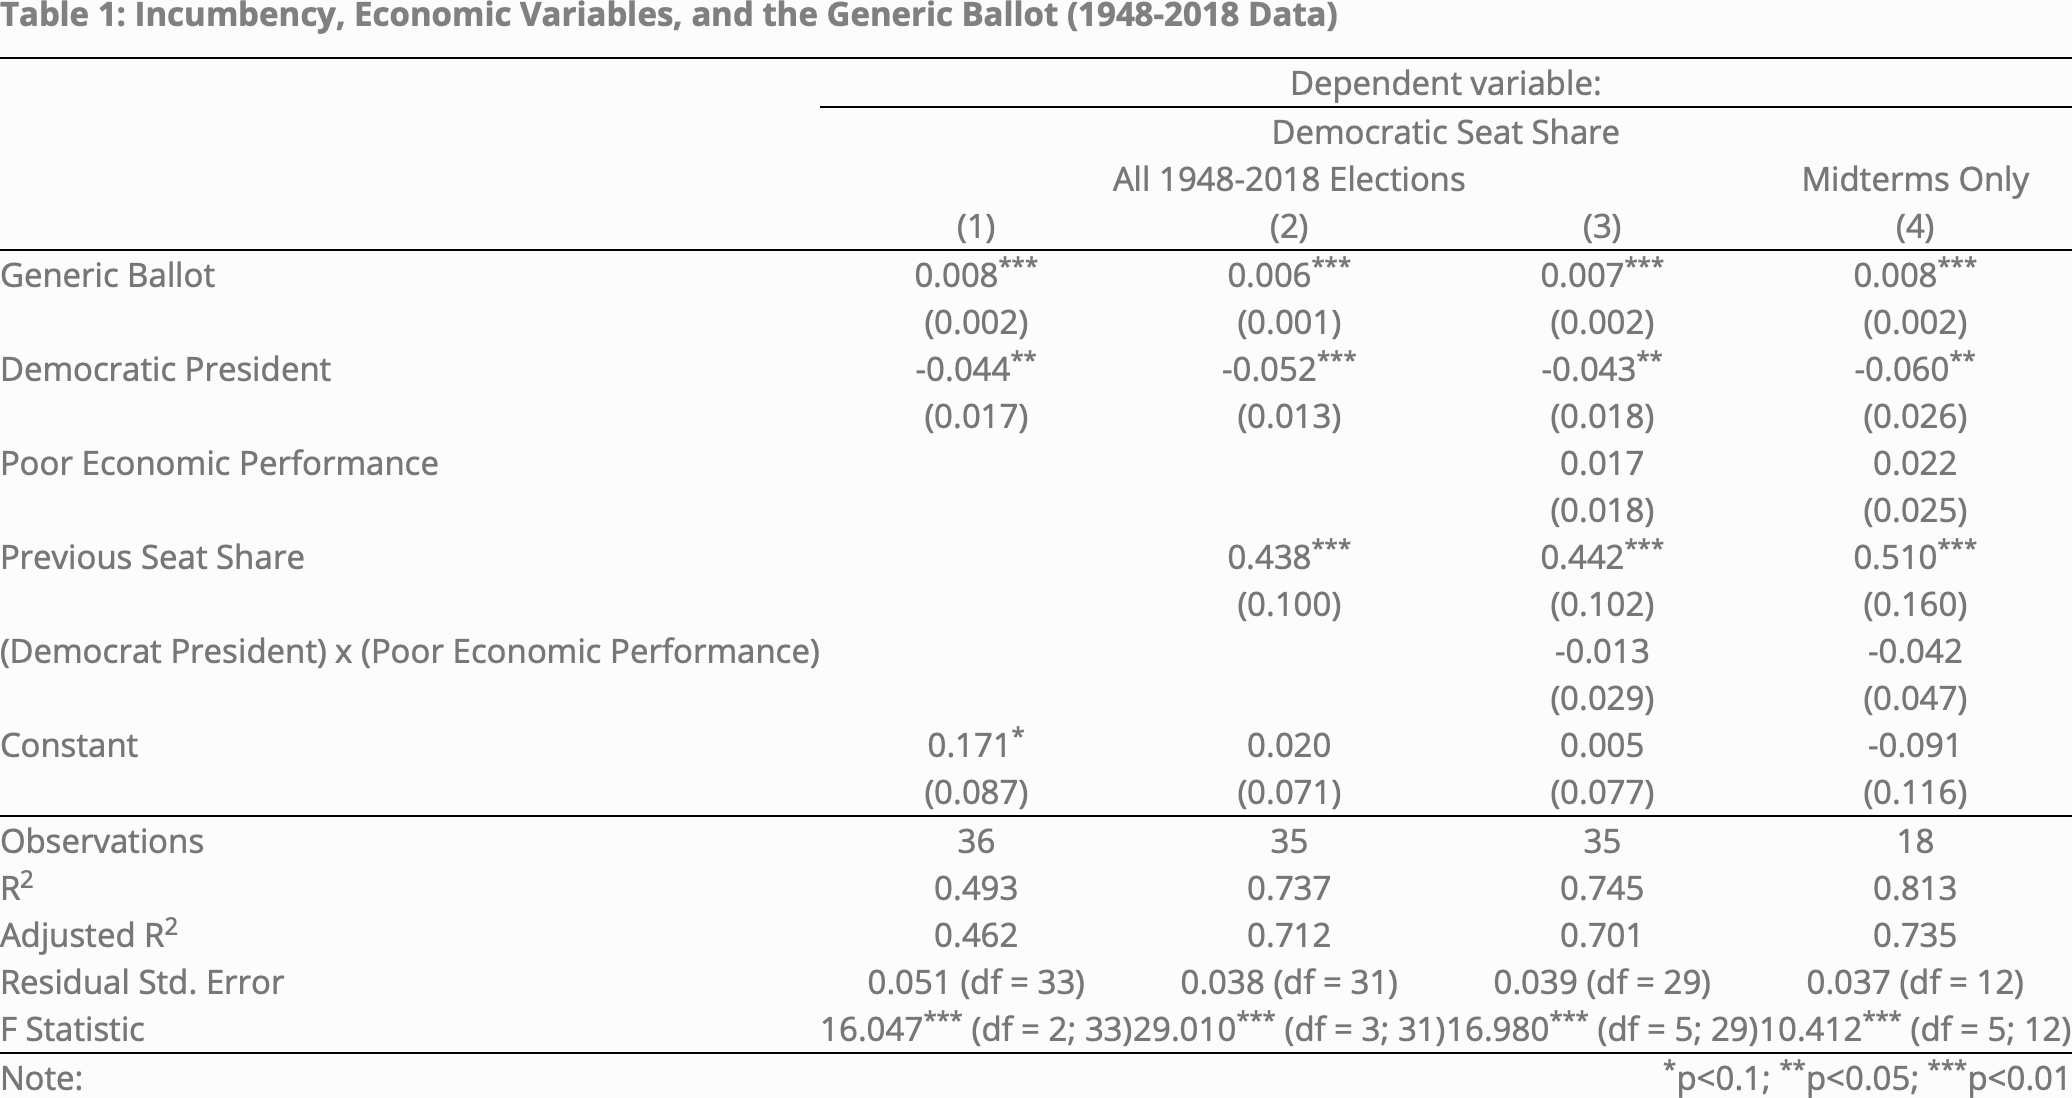 Table 1: Incumbency, Economic Variables, and the Generic Ballot (1948-2018 Data)
Dependent variable:
Democratic Seat Share
All 1948-2018 Elections Midterms Only
(1) (2) (3) (4)
Generic Ballot 0.008*** 0.006*** 0.007*** 0.008***
(0.002) (0.001) (0.002) (0.002)
Democratic President -0.044** -0.052*** -0.043** -0.060**
(0.017) (0.013) (0.018) (0.026)
Poor Economic Performance 0.017 0.022
(0.018) (0.025)
Previous Seat Share 0.438*** 0.442*** 0.510***
(0.100) (0.102) (0.160)
(Democrat President) x (Poor Economic Performance) -0.013 -0.042
(0.029) (0.047)
Constant 0.171* 0.020 0.005 -0.091
(0.087) (0.071) (0.077) (0.116)
Observations 36 35 35 18
R² 0.493 0.737 0.745 0.813
Adjusted R² 0.462 0.712 0.701 0.735
Residual Std. Error 0.051 (df = 33) 0.038 (df = 31) 0.039 (df = 29) 0.037 (df = 12)
F Statistic 16.047*** (df = 2; 33) 29.010*** (df = 3; 31) 16.980*** (df = 5; 29) 10.412*** (df = 5; 12)
Note: *p<0.1; **p<0.05; ***p<0.01